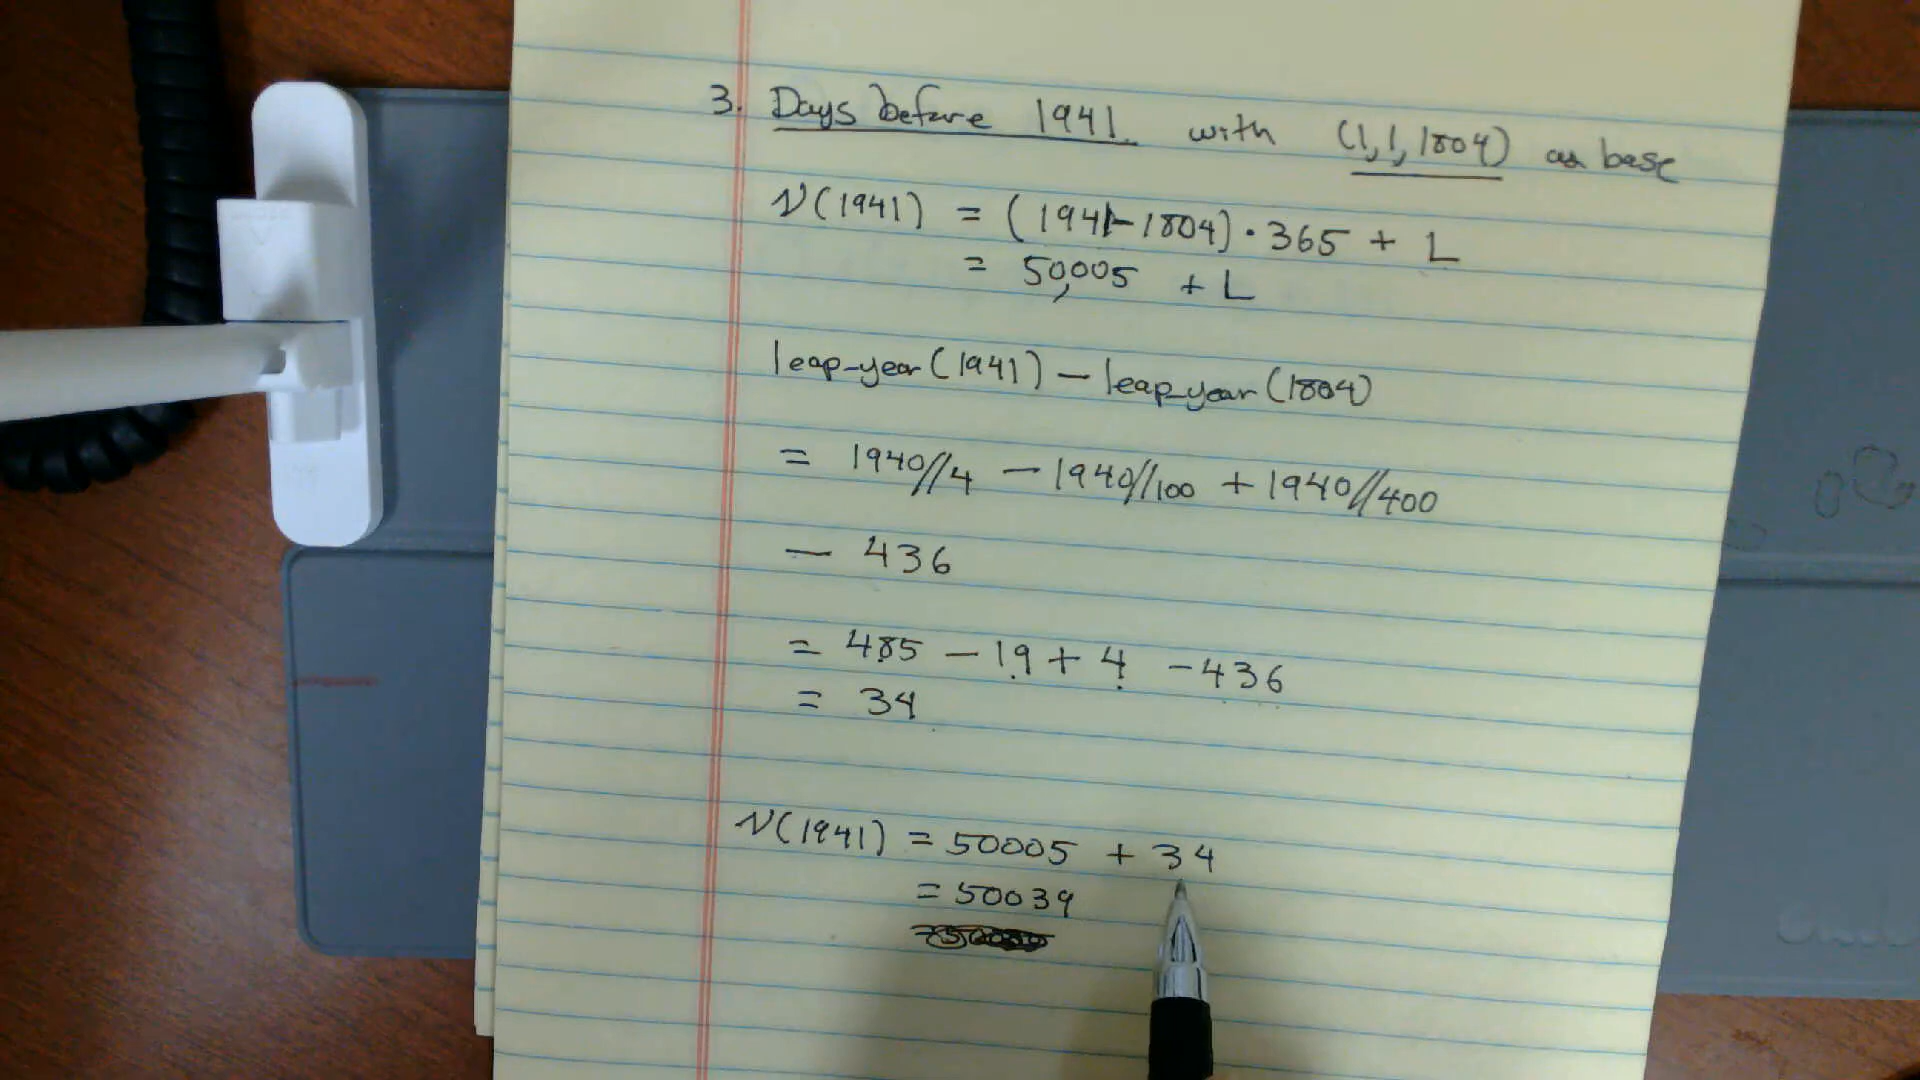 3. Days before 1941 with (1,1,1804) as base
N(1941) = (1941-1804)·365 + L
= 50,005 + L
leap-year(1941) - leap-year(1804)
= 1940//4 - 1940//100 + 1940//400
- 436
= 485 - 19 + 4 - 436
= 34
N(1941) = 50005 + 34
= 50039